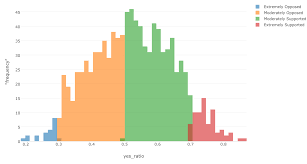 Extremely Opposed
Moderately Opposed
Moderately Supported
Extremely Supported
45
40
35
30
25
20
15
10
5
0
"frequency"
0.2 0.3 0.4 0.5 0.6 0.7 0.8
yes_ratio